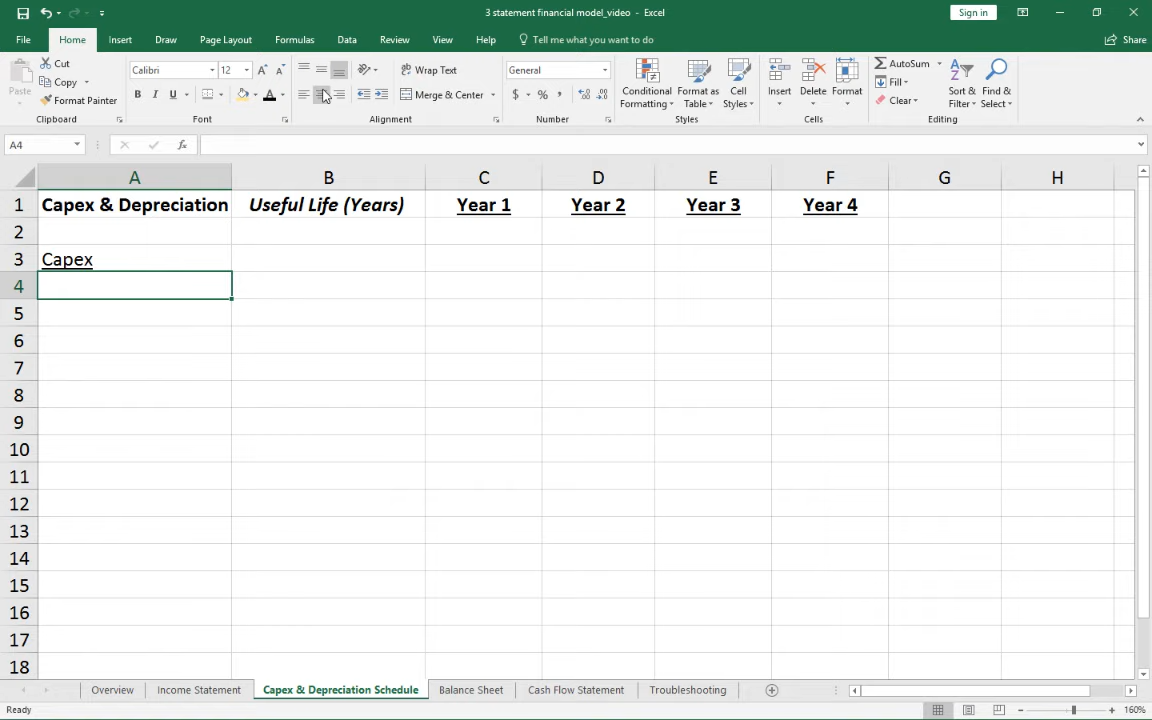 3 statement financial model_video - Excel
Sign in
File Home Insert Draw Page Layout Formulas Data Review View Help Tell me what you want to do Share
Paste
Cut
Copy
Format Painter
Clipboard
Calibri 12
B I U
Font
Wrap Text
Merge & Center
Alignment
General
$ % ,
Number
Conditional Formatting
Format as Table
Cell Styles
Styles
Insert Delete Format
Cells
AutoSum
Fill
Clear
Sort & Filter
Find & Select
Editing
A4 fx
A B C D E F G H
1 Capex & Depreciation Useful Life (Years) Year 1 Year 2 Year 3 Year 4
2
3 Capex
4
5
6
7
8
9
10
11
12
13
14
15
16
17
18
Overview Income Statement Capex & Depreciation Schedule Balance Sheet Cash Flow Statement Troubleshooting
Ready 160%